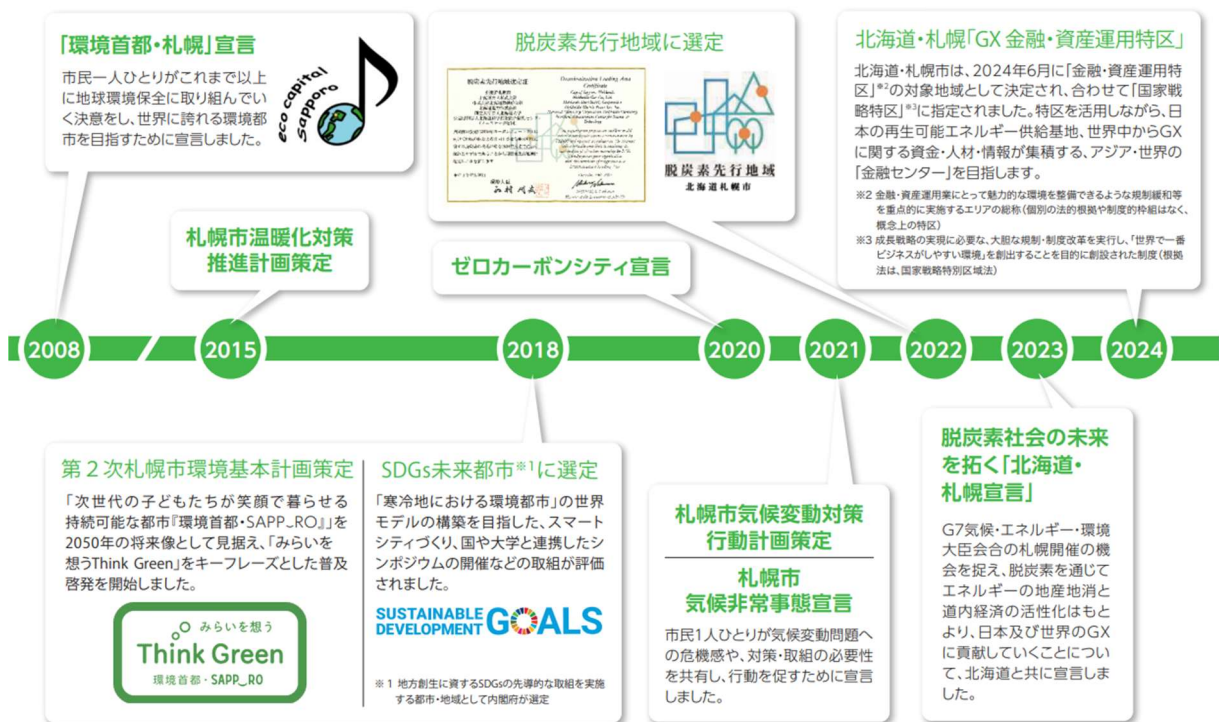 「環境首都・札幌」宣言
市民一人ひとりがこれまで以上
に地球環境保全に取り組んでい
く決意をし、世界に誇れる環境都
市を目指すために宣言しました。
eco capital
Sapporo
札幌市温暖化対策
推進計画策定
脱炭素先行地域に選定
脱炭素先行地域
北海道札幌市
ゼロカーボンシティ宣言
北海道・札幌「GX 金融・資産運用特区」
北海道・札幌市は、2024年6月に「金融・資産運用特
区」※2の対象地域として決定され、合わせて「国家戦
略特区」※3に指定されました。特区を活用しながら、日
本の再生可能エネルギー供給基地、世界中からGX
に関する資金・人材・情報が集積する、アジア・世界の
「金融センター」を目指します。
※2 金融・資産運用業にとって魅力的な環境を整備できるような規制緩和等
を重点的に実施するエリアの総称（個別の法的根拠や制度的枠組はなく、
概念上の特区）
※3 成長戦略の実現に必要な、大胆な規制・制度改革を実行し、「世界で一番
ビジネスがしやすい環境」を創出することを目的に創設された制度（根拠
法は、国家戦略特別区域法）
2008
2015
2018
2020
2021
2022
2023
2024
第2次札幌市環境基本計画策定
「次世代の子どもたちが笑顔で暮らせる
持続可能な都市『環境首都・SAPP‿RO』」を
2050年の将来像として見据え、「みらいを
想うThink Green」をキーフレーズとした普及
啓発を開始しました。
みらいを想う
Think Green
環境首都・SAPP‿RO
SDGs未来都市※1に選定
「寒冷地における環境都市」の世界
モデルの構築を目指した、スマート
シティづくり、国や大学と連携したシ
ンポジウムの開催などの取組が評価
されました。
SUSTAINABLE
DEVELOPMENT GOALS
※1 地方創生に資するSDGsの先導的な取組を実施
する都市・地域として内閣府が選定
札幌市気候変動対策
行動計画策定
札幌市
気候非常事態宣言
市民1人ひとりが気候変動問題へ
の危機感や、対策・取組の必要性
を共有し、行動を促すために宣言
しました。
脱炭素社会の未来
を拓く「北海道・
札幌宣言」
G7気候・エネルギー・環境
大臣会合の札幌開催の機
会を捉え、脱炭素を通じて
エネルギーの地産地消と
道内経済の活性化はもと
より、日本及び世界のGX
に貢献していくことについ
て、北海道と共に宣言しま
した。